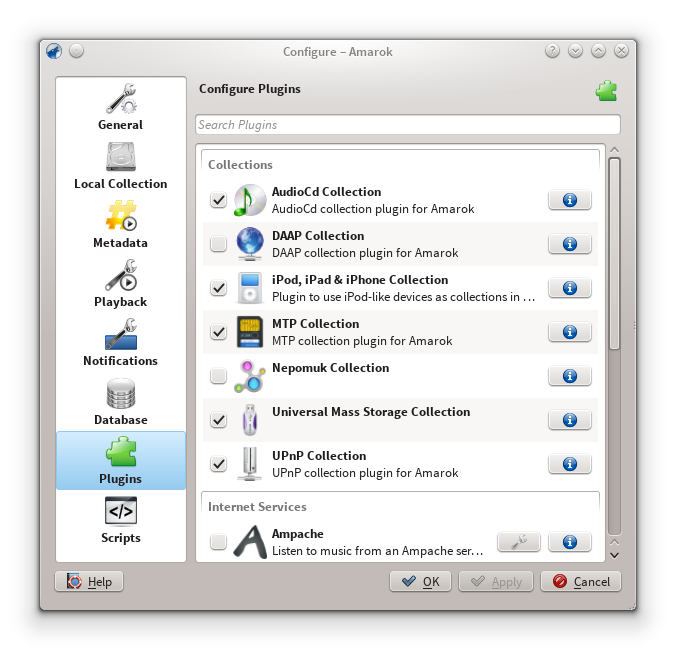 Configure – Amarok
General
Local Collection
Metadata
Playback
Notifications
Database
Plugins
Scripts
Configure Plugins
Search Plugins
Collections
AudioCd Collection
AudioCd collection plugin for Amarok
DAAP Collection
DAAP collection plugin for Amarok
iPod, iPad & iPhone Collection
Plugin to use iPod-like devices as collections in ...
MTP Collection
MTP collection plugin for Amarok
Nepomuk Collection
Universal Mass Storage Collection
UPnP Collection
UPnP collection plugin for Amarok
Internet Services
Ampache
Listen to music from an Ampache ser...
Help
OK
Apply
Cancel